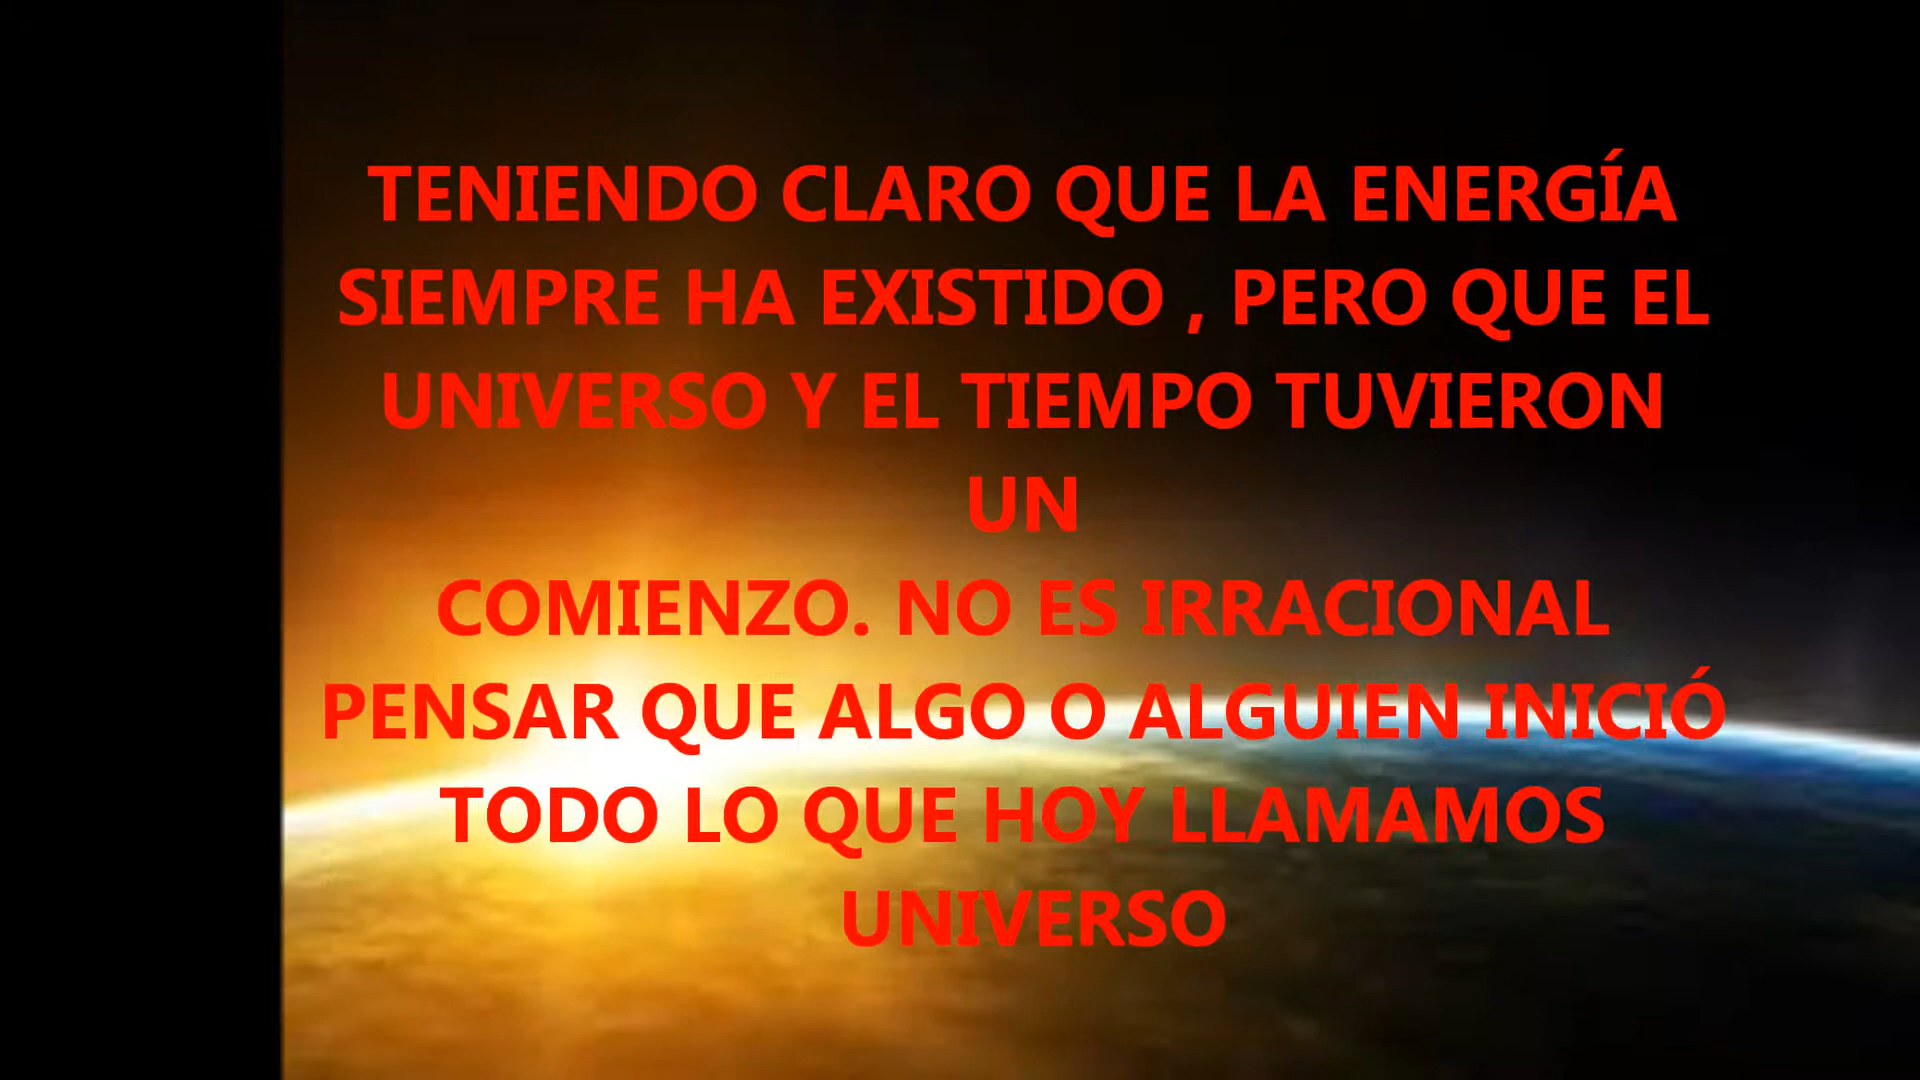 TENIENDO CLARO QUE LA ENERGÍA
SIEMPRE HA EXISTIDO , PERO QUE EL
UNIVERSO Y EL TIEMPO TUVIERON
UN
COMIENZO. NO ES IRRACIONAL
PENSAR QUE ALGO O ALGUIEN INICIÓ
TODO LO QUE HOY LLAMAMOS
UNIVERSO